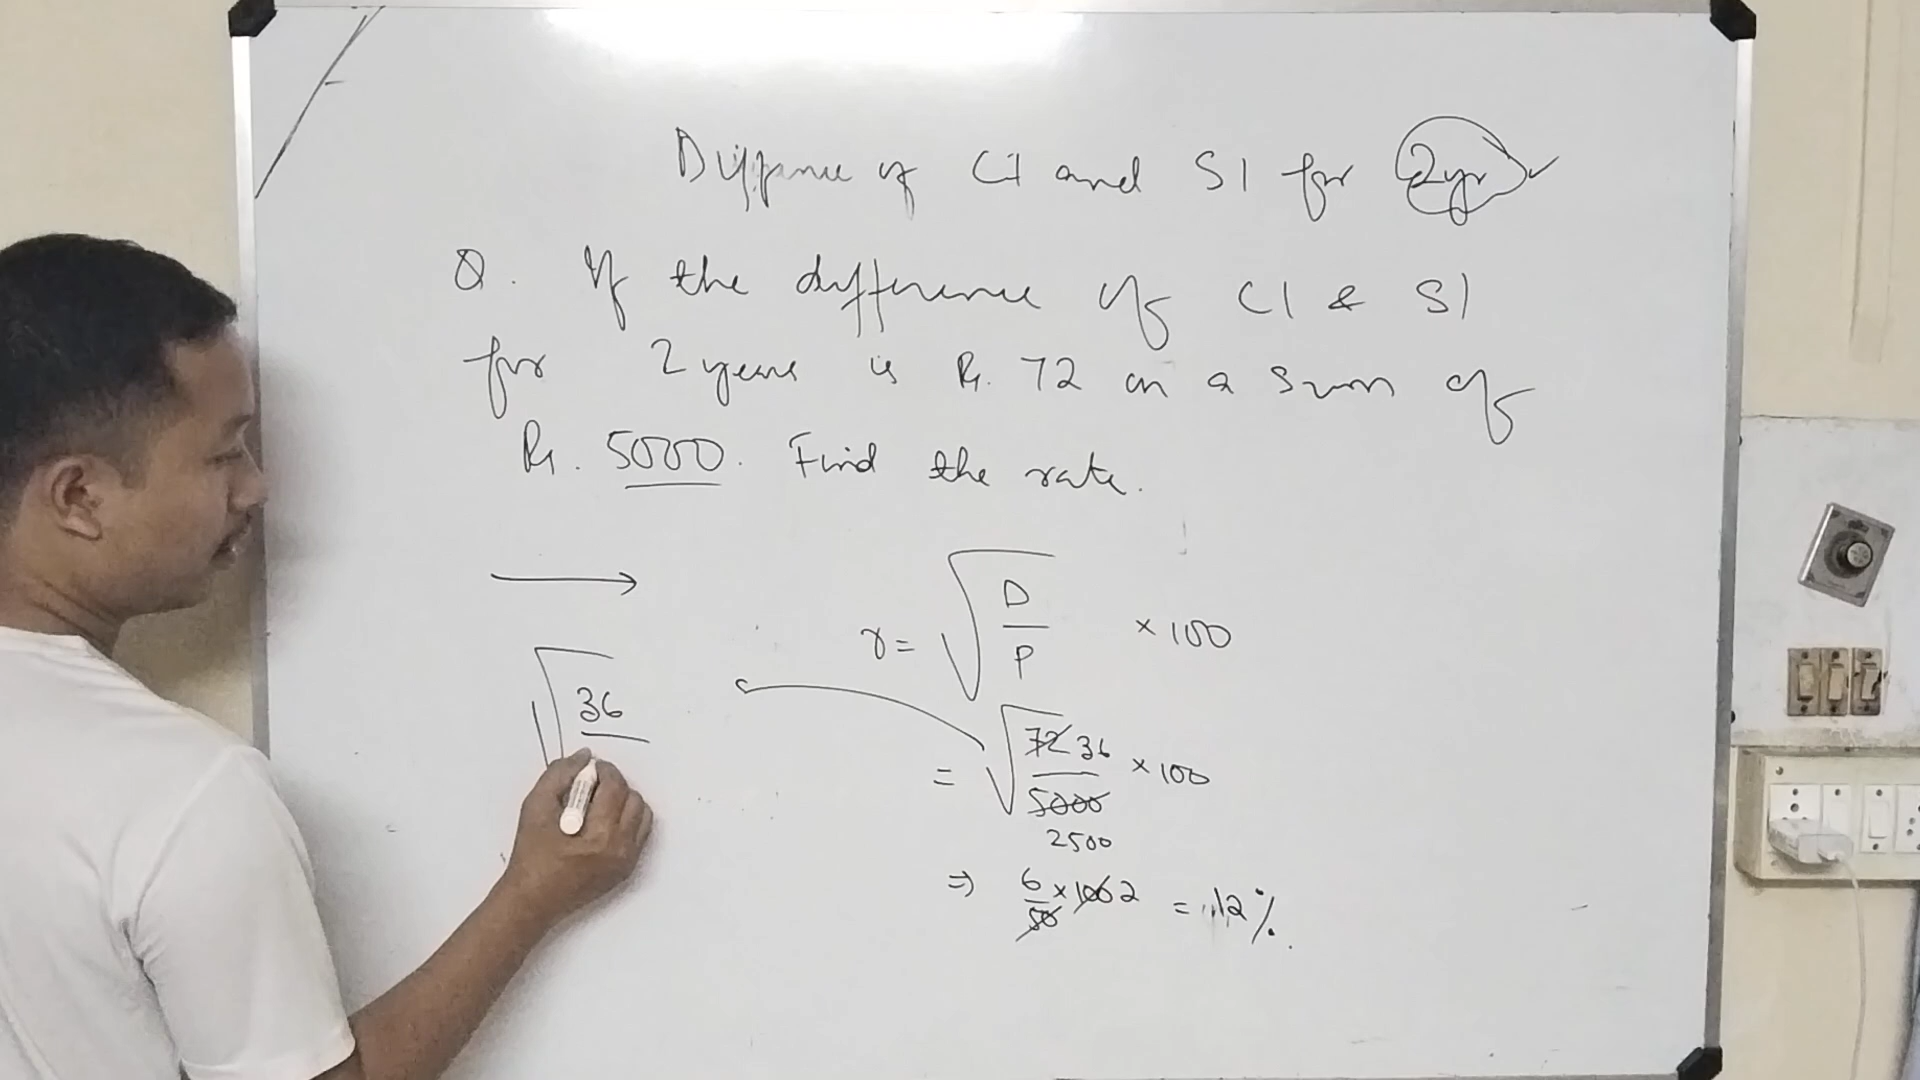 Difference of CI and SI for 2yr ✓
Q. If the difference of CI & SI
for 2 years is Rs. 72 on a sum of
Rs. 5000. Find the rate.
→
r = √(D/P) × 100
= √(72 36/5000 2500) × 100
√36
⇒ 6/50 × 100 2 = 12%.